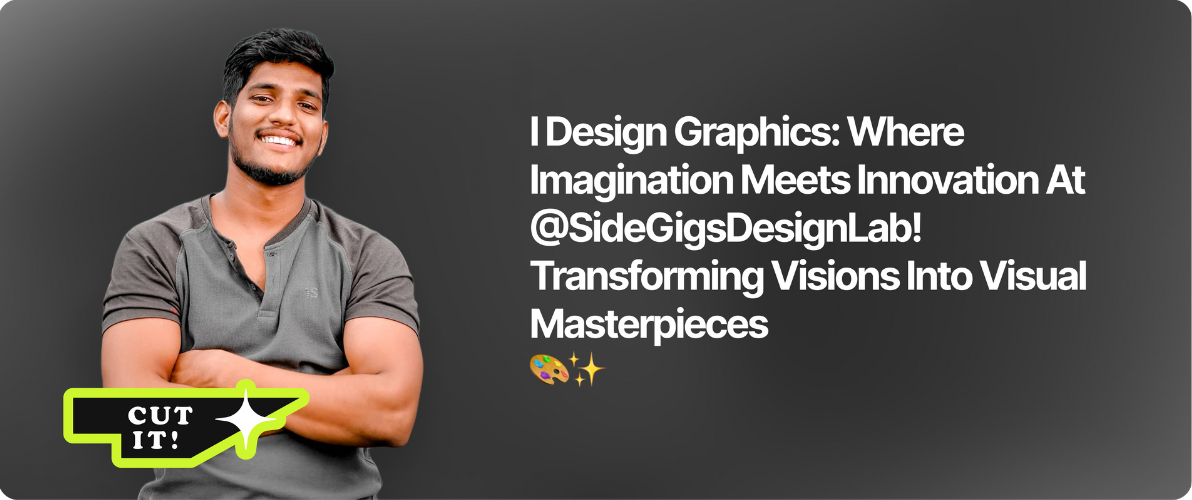 I Design Graphics: Where
Imagination Meets Innovation At
@SideGigsDesignLab!
Transforming Visions Into Visual
Masterpieces
🎨✨
CUT
IT!